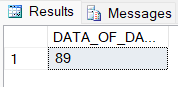 Results Messages
DATA_OF_DA...
1 89